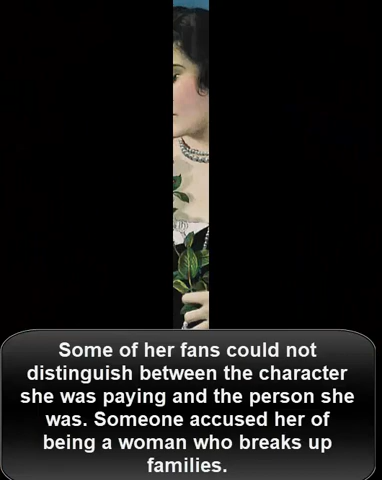 Some of her fans could not
distinguish between the character
she was paying and the person she
was. Someone accused her of
being a woman who breaks up
families.